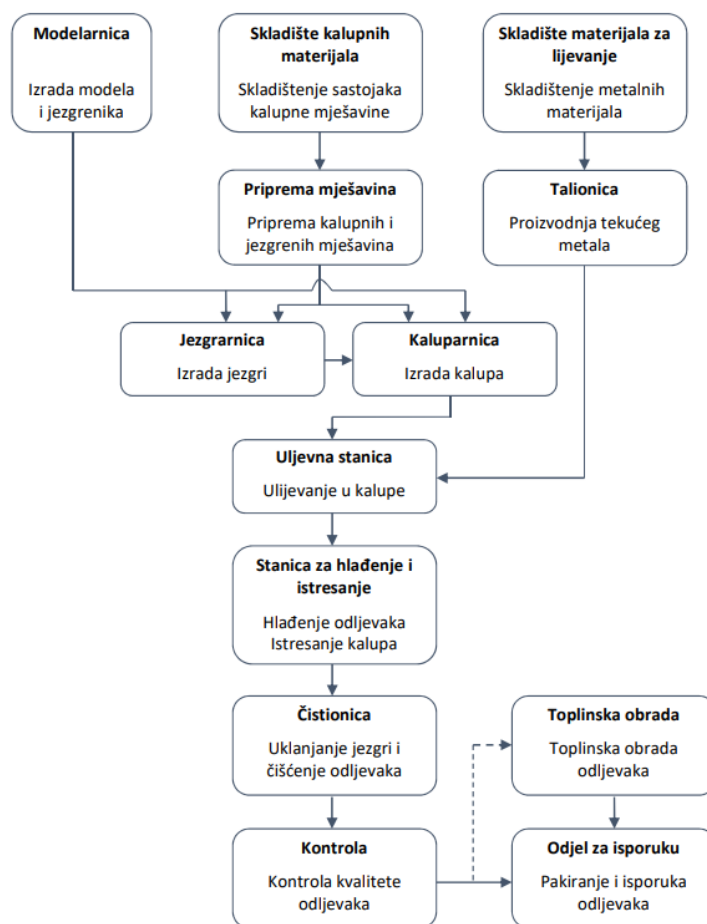 Modelarnica
Izrada modela
i jezgrenika
Skladište kalupnih
materijala
Skladištenje sastojaka
kalupne mješavine
Skladište materijala za
lijevanje
Skladištenje metalnih
materijala
Priprema mješavina
Priprema kalupnih i
jezgrenih mješavina
Talionica
Proizvodnja tekućeg
metala
Jezgrarnica
Izrada jezgri
Kaluparnica
Izrada kalupa
Uljevna stanica
Ulijevanje u kalupe
Stanica za hlađenje i
istresanje
Hlađenje odljevaka
Istresanje kalupa
Čistionica
Uklanjanje jezgri i
čišćenje odljevaka
Toplinska obrada
Toplinska obrada
odljevaka
Kontrola
Kontrola kvalitete
odljevaka
Odjel za isporuku
Pakiranje i isporuka
odljevaka